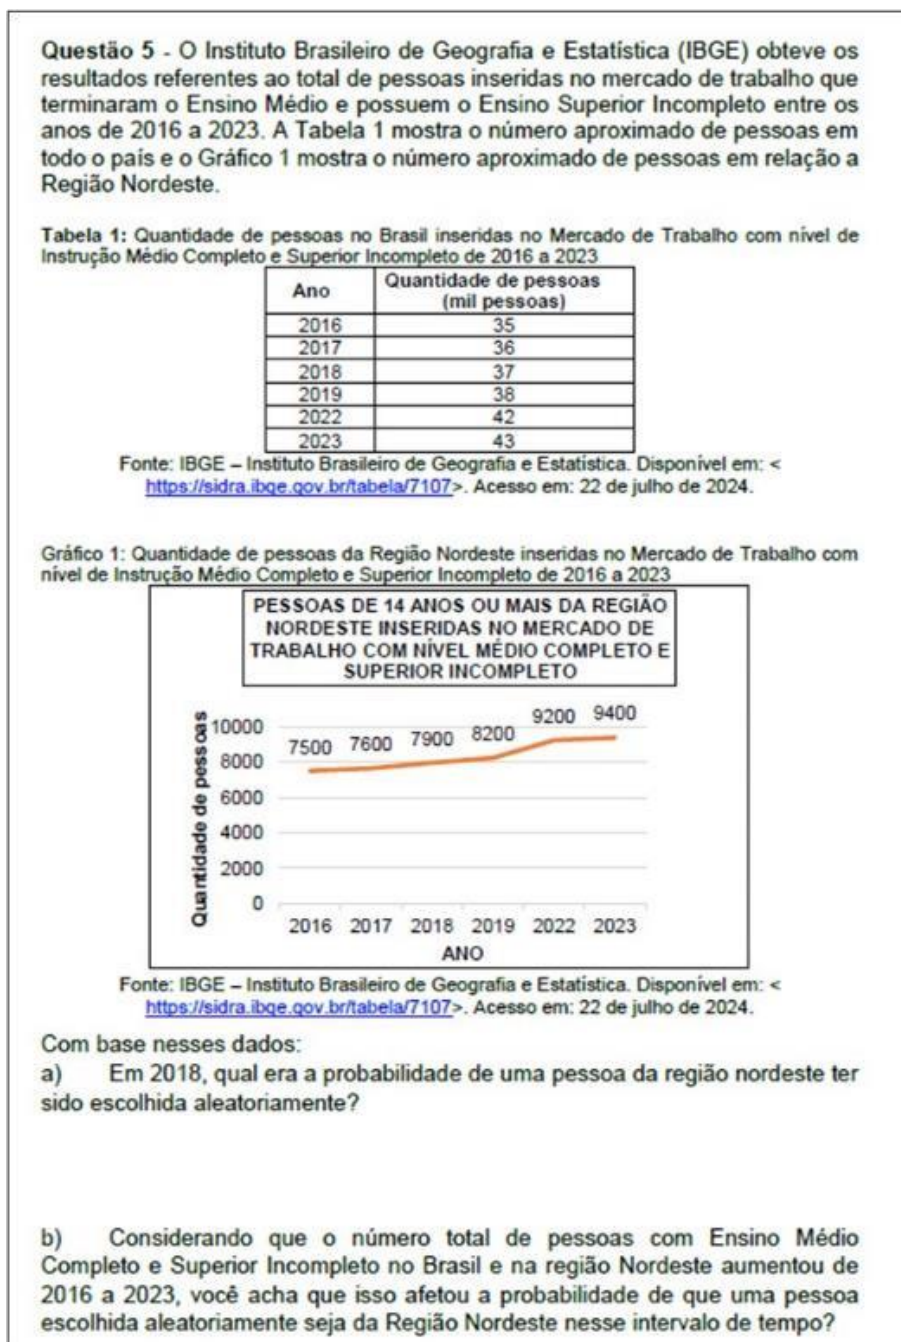 Questão 5 - O Instituto Brasileiro de Geografia e Estatística (IBGE) obteve os
resultados referentes ao total de pessoas inseridas no mercado de trabalho que
terminaram o Ensino Médio e possuem o Ensino Superior Incompleto entre os
anos de 2016 a 2023. A Tabela 1 mostra o número aproximado de pessoas em
todo o país e o Gráfico 1 mostra o número aproximado de pessoas em relação a
Região Nordeste.
Tabela 1: Quantidade de pessoas no Brasil inseridas no Mercado de Trabalho com nível de
Instrução Médio Completo e Superior Incompleto de 2016 a 2023
Ano Quantidade de pessoas
(mil pessoas)
2016 35
2017 36
2018 37
2019 38
2022 42
2023 43
Fonte: IBGE – Instituto Brasileiro de Geografia e Estatística. Disponível em: <
https://sidra.ibge.gov.br/tabela/7107>. Acesso em: 22 de julho de 2024.
Gráfico 1: Quantidade de pessoas da Região Nordeste inseridas no Mercado de Trabalho com
nível de Instrução Médio Completo e Superior Incompleto de 2016 a 2023
PESSOAS DE 14 ANOS OU MAIS DA REGIÃO
NORDESTE INSERIDAS NO MERCADO DE
TRABALHO COM NÍVEL MÉDIO COMPLETO E
SUPERIOR INCOMPLETO
Quantidade de pessoas
10000
8000
6000
4000
2000
0
7500 7600 7900 8200 9200 9400
2016 2017 2018 2019 2022 2023
ANO
Fonte: IBGE – Instituto Brasileiro de Geografia e Estatística. Disponível em: <
https://sidra.ibge.gov.br/tabela/7107>. Acesso em: 22 de julho de 2024.
Com base nesses dados:
a) Em 2018, qual era a probabilidade de uma pessoa da região nordeste ter
sido escolhida aleatoriamente?
b) Considerando que o número total de pessoas com Ensino Médio
Completo e Superior Incompleto no Brasil e na região Nordeste aumentou de
2016 a 2023, você acha que isso afetou a probabilidade de que uma pessoa
escolhida aleatoriamente seja da Região Nordeste nesse intervalo de tempo?